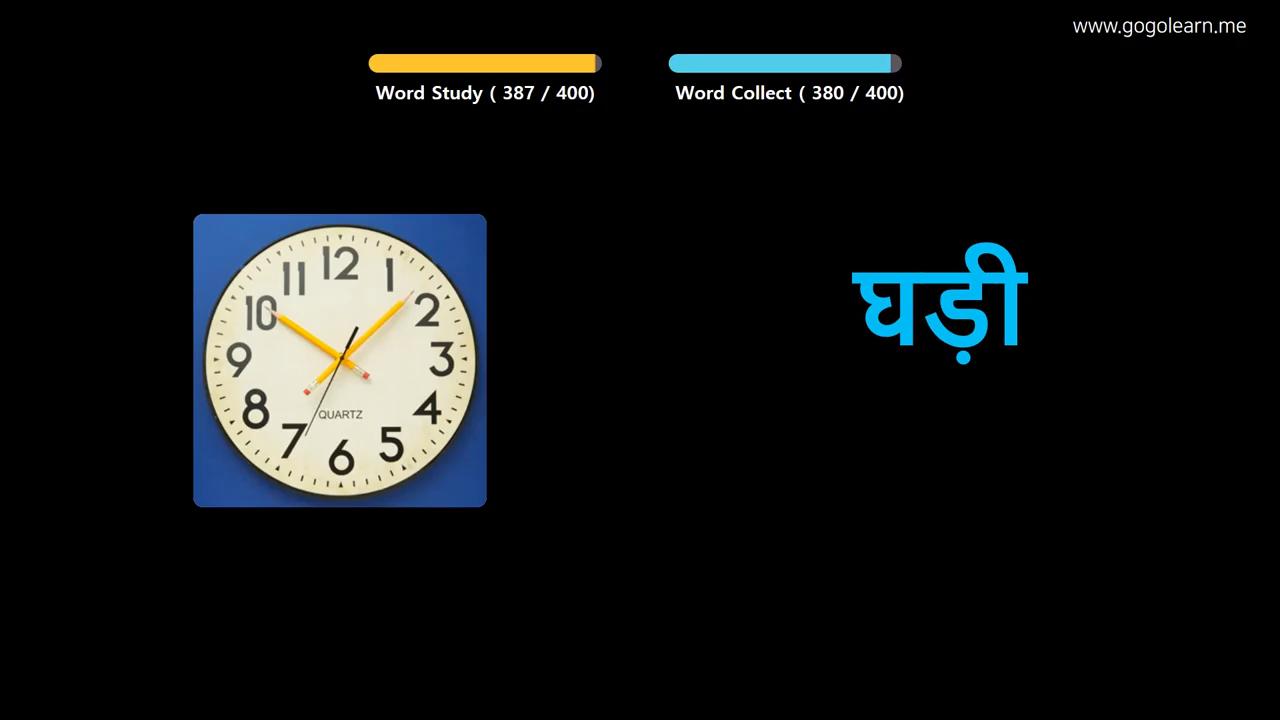 www.gogolearn.me
Word Study ( 387 / 400)
Word Collect ( 380 / 400)
12
11
1
10
2
9
3
8
4
QUARTZ
7
5
6
घड़ी